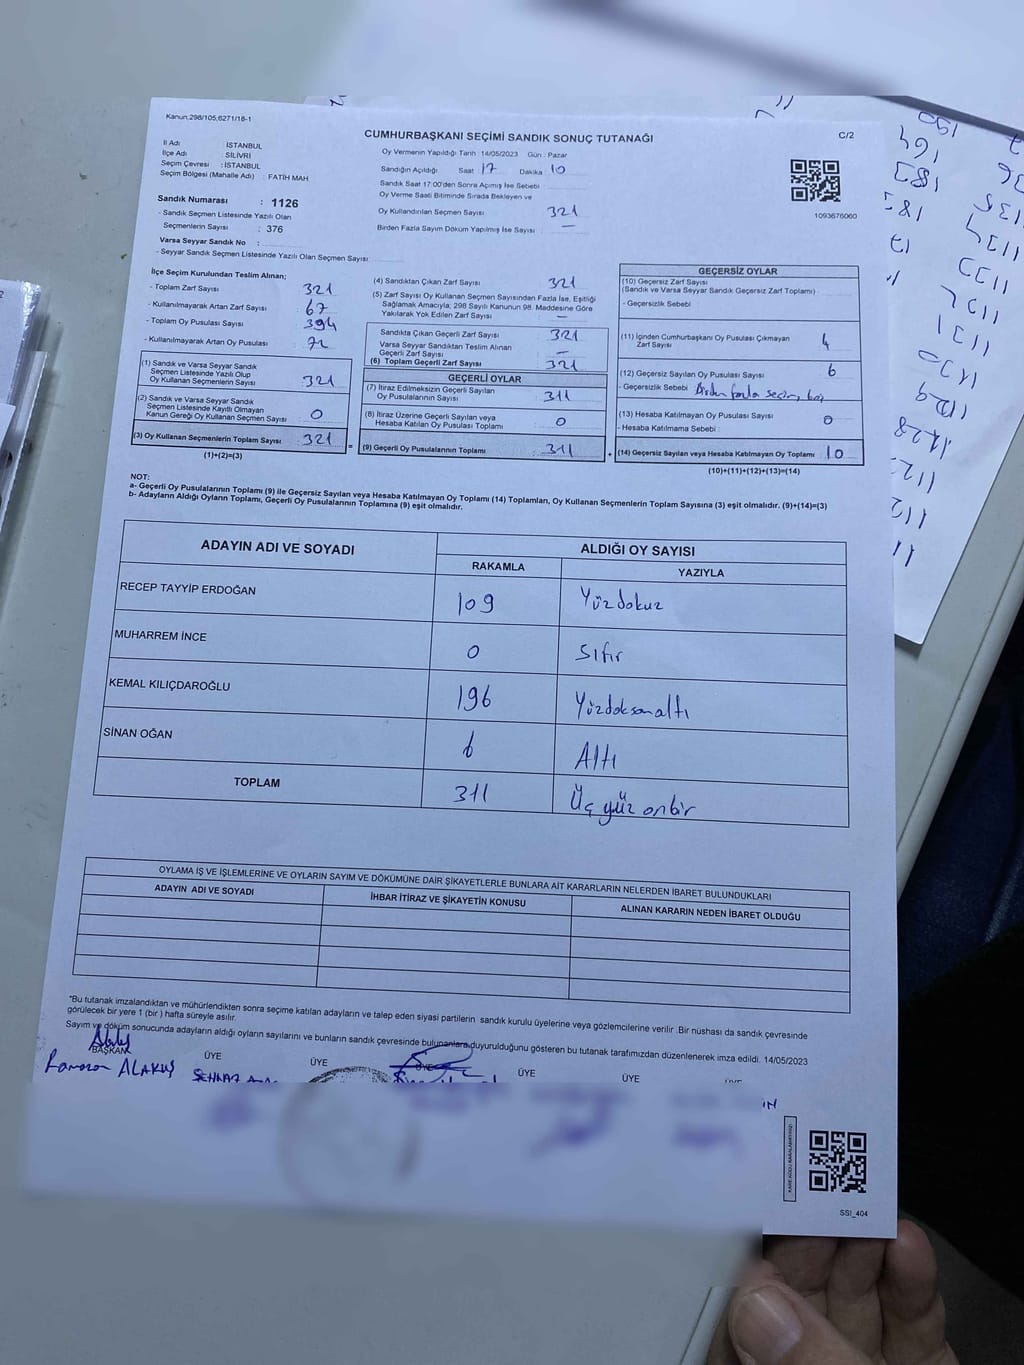 Kanun,298/105,6271/18-1
CUMHURBAŞKANI SEÇİMİ SANDIK SONUÇ TUTANAĞI
C/2
İl Adı : İSTANBUL
İlçe Adı : SİLİVRİ
Seçim Çevresi : İSTANBUL
Seçim Bölgesi (Mahalle Adı) : FATİH MAH
Oy Vermenin Yapıldığı Tarih :14/05/2023 Gün : Pazar
Sandığın Açıldığı Saat : 17 Dakika 10
Sandık Saat 17:00'den Sonra Açımış İse Sebebi
Oy Verme Saati Bitiminde Sırada Bekleyen ve
Oy Kullandırılan Seçmen Sayısı 321
Birden Fazla Sayım Döküm Yapılmış İse Sayısı : —
1093676060
Sandık Numarası : 1126
- Sandık Seçmen Listesinde Yazılı Olan
Seçmenlerin Sayısı : 376
Varsa Seyyar Sandık No :
- Seyyar Sandık Seçmen Listesinde Yazılı Olan Seçmen Sayısı :
İlçe Seçim Kurulundan Teslim Alınan;
- Toplam Zarf Sayısı : 321
- Kullanılmayarak Artan Zarf Sayısı : 67
- Toplam Oy Pusulası Sayısı : 394
- Kullanılmayarak Artan Oy Pusulası : 72
(1) Sandık ve Varsa Seyyar Sandık
Seçmen Listesinde Yazılı Olup
Oy Kullanan Seçmenlerin Sayısı : 321
(2) Sandık ve Varsa Seyyar Sandık
Seçmen Listesinde Kayıtlı Olmayan
Kanun Gereği Oy Kullanan Seçmen Sayısı : 0
(3) Oy Kullanan Seçmenlerin Toplam Sayısı : 321
(1)+(2)=(3)
(4) Sandıktan Çıkan Zarf Sayısı : 321
(5) Zarf Sayısı Oy Kullanan Seçmen Sayısından Fazla İse, Eşitliği
Sağlamak Amacıyla; 298 Sayılı Kanunun 98. Maddesine Göre
Yakılarak Yok Edilen Zarf Sayısı : —
Sandıkta Çıkan Geçerli Zarf Sayısı : 321
Varsa Seyyar Sandıktan Teslim Alınan
Geçerli Zarf Sayısı : —
(6) Toplam Geçerli Zarf Sayısı : 321
GEÇERLİ OYLAR
(7) İtiraz Edilmeksizin Geçerli Sayılan
Oy Pusulalarının Sayısı : 311
(8) İtiraz Üzerine Geçerli Sayılan veya
Hesaba Katılan Oy Pusulası Toplamı : 0
(9) Geçerli Oy Pusulalarının Toplamı : 311
GEÇERSİZ OYLAR
(10) Geçersiz Zarf Sayısı
(Sandık ve Varsa Seyyar Sandık Geçersiz Zarf Toplamı) :
- Geçersizlik Sebebi :
(11) İçinden Cumhurbaşkanı Oy Pusulası Çıkmayan
Zarf Sayısı : 4
(12) Geçersiz Sayılan Oy Pusulası Sayısı : 6
- Geçersizlik Sebebi : Birden fazla seçim
(13) Hesaba Katılmayan Oy Pusulası Sayısı : 0
- Hesaba Katılmama Sebebi :
(14) Geçersiz Sayılan veya Hesaba Katılmayan Oy Toplamı : 10
(10)+(11)+(12)+(13)=(14)
NOT:
a- Geçerli Oy Pusulalarının Toplamı (9) ile Geçersiz Sayılan veya Hesaba Katılmayan Oy Toplamı (14) Toplamları, Oy Kullanan Seçmenlerin Toplam Sayısına (3) eşit olmalıdır. (9)+(14)=(3)
b- Adayların Aldığı Oyların Toplamı, Geçerli Oy Pusulalarının Toplamına (9) eşit olmalıdır.
ADAYIN ADI VE SOYADI ALDIĞI OY SAYISI
RAKAMLA YAZIYLA
RECEP TAYYİP ERDOĞAN 109 Yüzdokuz
MUHARREM İNCE 0 Sıfır
KEMAL KILIÇDAROĞLU 196 Yüzdoksanaltı
SİNAN OĞAN 6 Altı
TOPLAM 311 Üç yüz onbir
OYLAMA İŞ VE İŞLEMLERİNE VE OYLARIN SAYIM VE DÖKÜMÜNE DAİR ŞİKAYETLERLE BUNLARA AİT KARARLARIN NELERDEN İBARET BULUNDUKLARI
ADAYIN ADI VE SOYADI İHBAR İTİRAZ VE ŞİKAYETİN KONUSU ALINAN KARARIN NEDEN İBARET OLDUĞU
*Bu tutanak imzalandıktan ve mühürlendikten sonra seçime katılan adayların ve talep eden siyasi partilerin sandık kurulu üyelerine veya gözlemcilerine verilir .Bir nüshası da sandık çevresinde
görülecek bir yere 1 (bir ) hafta süreyle asılır.
Sayım ve döküm sonucunda adayların aldığı oyların sayılarını ve bunların sandık çevresinde bulunanlara duyurulduğunu gösteren bu tutanak tarafımızdan düzenlenerek imza edildi. 14/05/2023
BAŞKAN ÜYE ÜYE ÜYE ÜYE ÜYE ÜYE
Ramazan ALAKUŞ
SSI_404